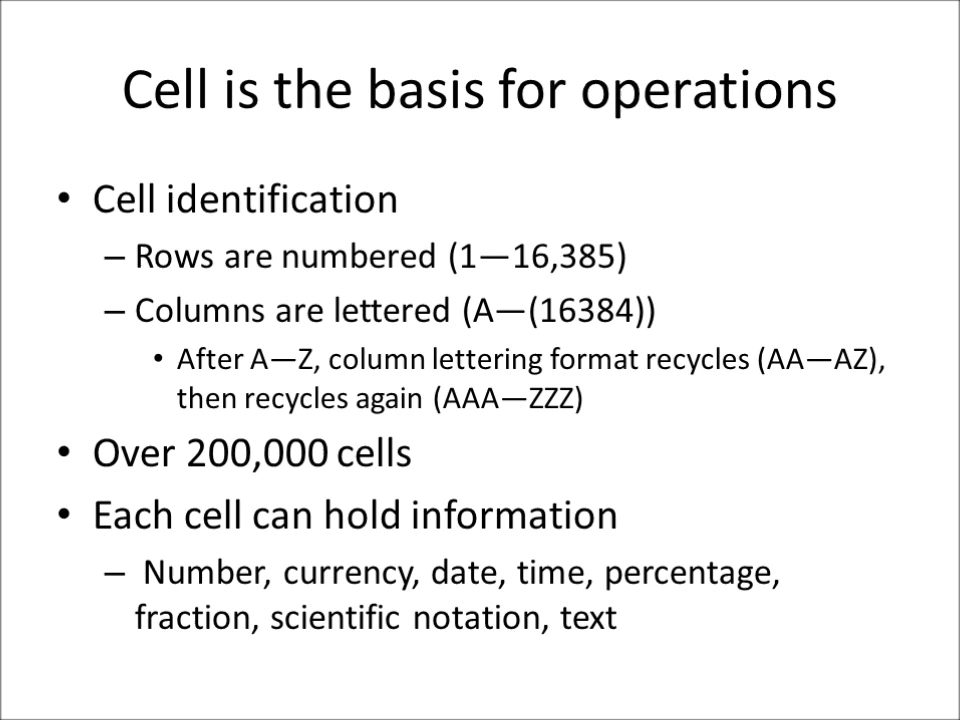 Cell is the basis for operations
• Cell identification
– Rows are numbered (1—16,385)
– Columns are lettered (A—(16384))
• After A—Z, column lettering format recycles (AA—AZ),
then recycles again (AAA—ZZZ)
• Over 200,000 cells
• Each cell can hold information
– Number, currency, date, time, percentage,
fraction, scientific notation, text